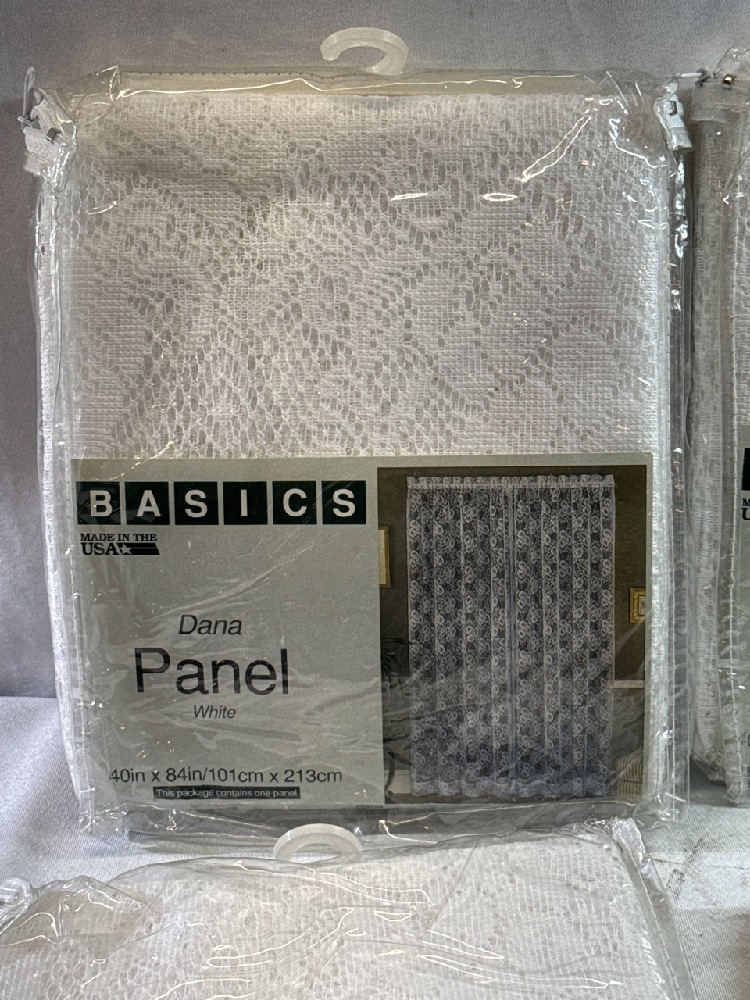 BASICS
MADE IN THE
USA
Dana
Panel
White
40in x 84in/101cm x 213cm
This package contains one panel